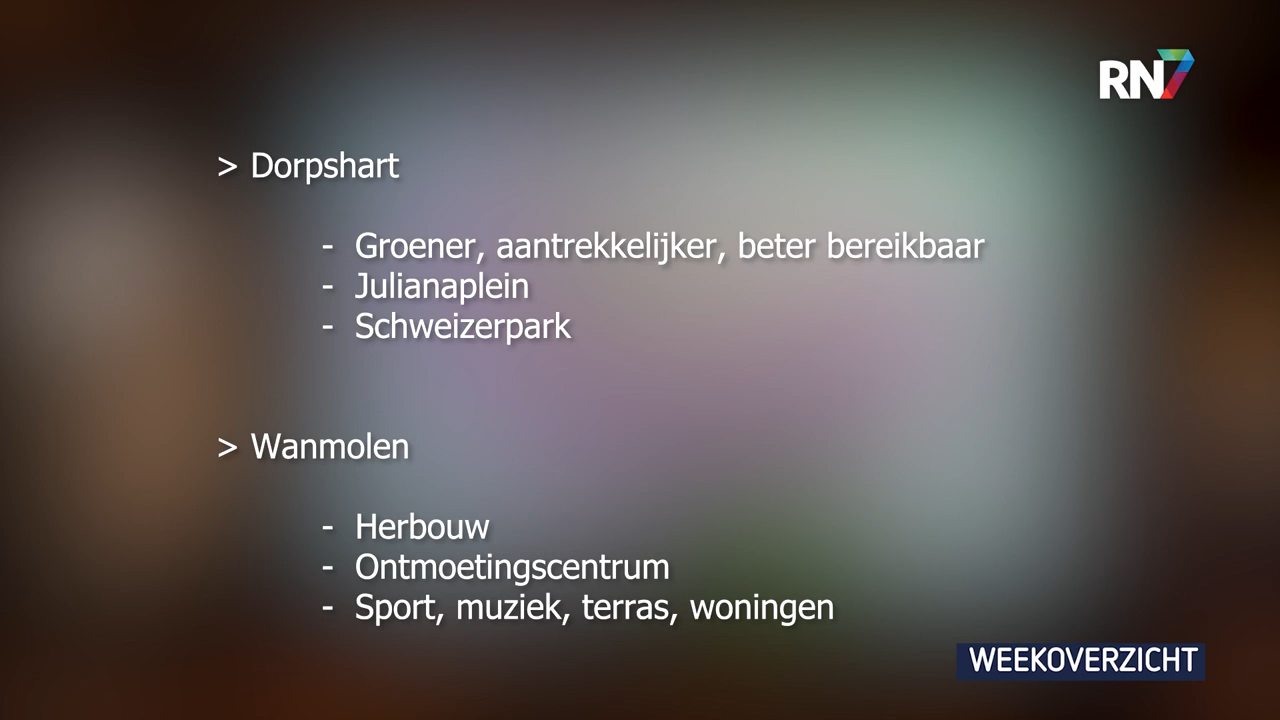 RN7
> Dorpshart
- Groener, aantrekkelijker, beter bereikbaar
- Julianaplein
- Schweizerpark
> Wanmolen
- Herbouw
- Ontmoetingscentrum
- Sport, muziek, terras, woningen
WEEKOVERZICHT